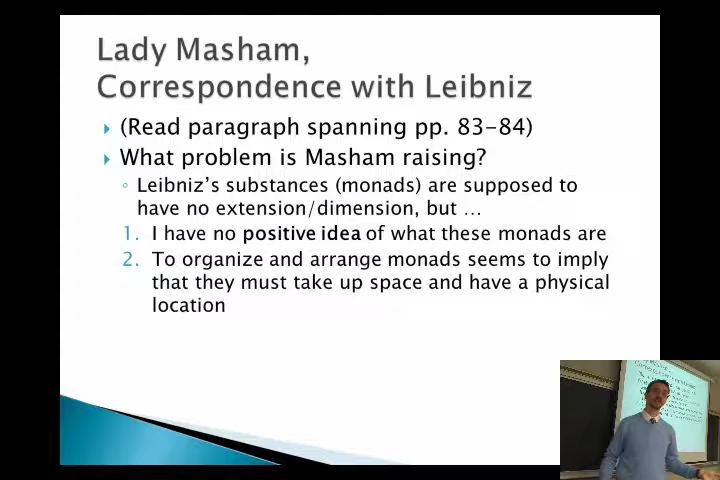 Lady Masham,
Correspondence with Leibniz
(Read paragraph spanning pp. 83-84)
What problem is Masham raising?
Leibniz's substances (monads) are supposed to
have no extension/dimension, but …
1. I have no positive idea of what these monads are
2. To organize and arrange monads seems to imply
that they must take up space and have a physical
location